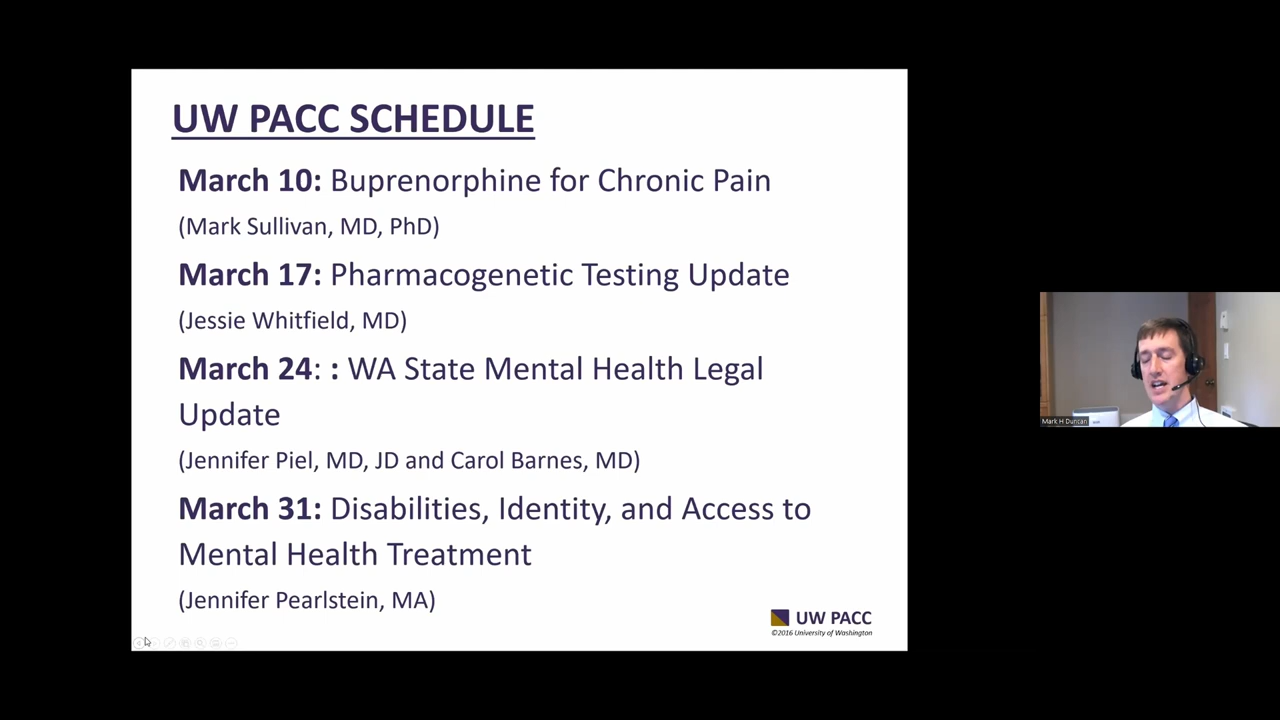 UW PACC SCHEDULE
March 10: Buprenorphine for Chronic Pain
(Mark Sullivan, MD, PhD)
March 17: Pharmacogenetic Testing Update
(Jessie Whitfield, MD)
March 24: : WA State Mental Health Legal
Update
(Jennifer Piel, MD, JD and Carol Barnes, MD)
March 31: Disabilities, Identity, and Access to
Mental Health Treatment
(Jennifer Pearlstein, MA)
UW PACC
©2016 University of Washington
Mark H Duncan